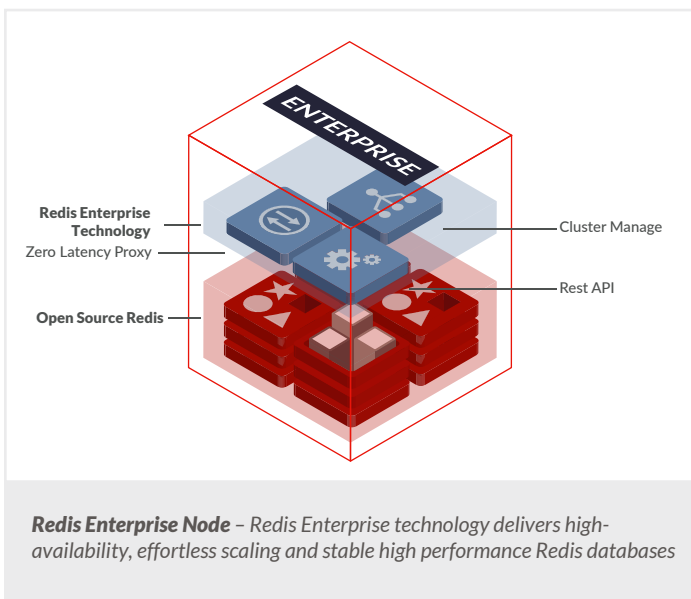 ENTERPRISE
Redis Enterprise
Technology
Zero Latency Proxy
Cluster Manage
Rest API
Open Source Redis
Redis Enterprise Node – Redis Enterprise technology delivers high-
availability, effortless scaling and stable high performance Redis databases